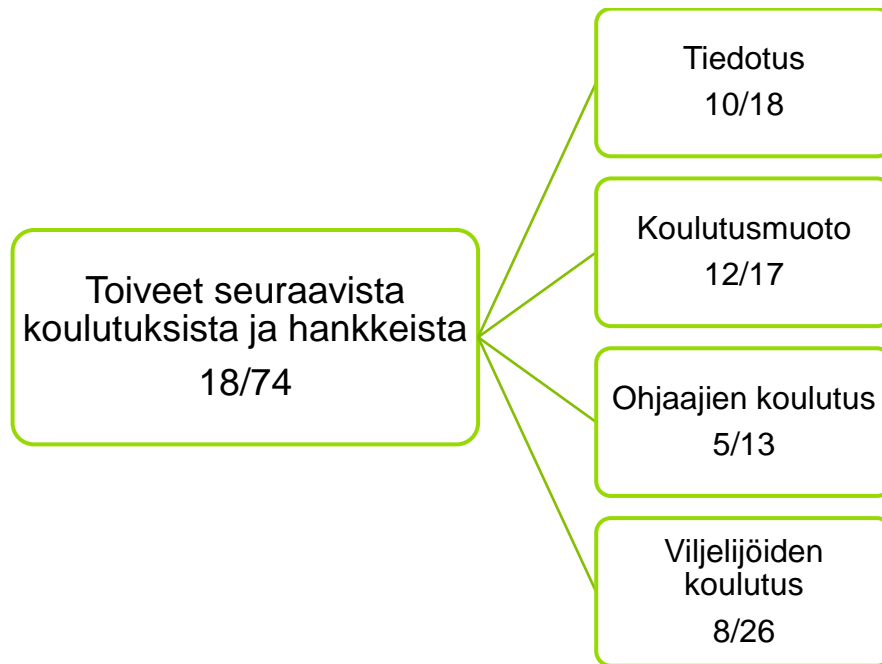 Toiveet seuraavista
koulutuksista ja hankkeista
18/74
Tiedotus
10/18
Koulutusmuoto
12/17
Ohjaajien koulutus
5/13
Viljelijöiden
koulutus
8/26